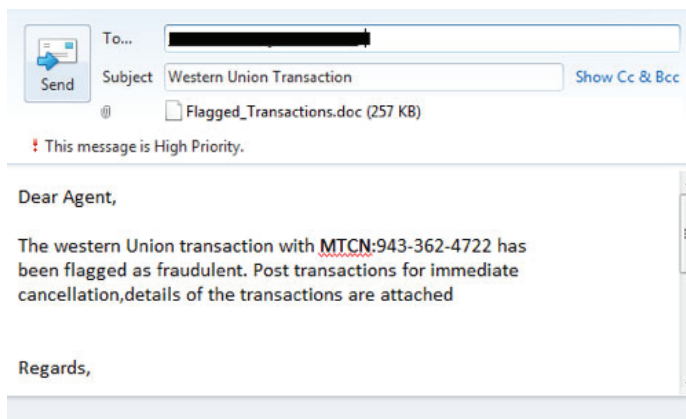 To...
Send
Subject Western Union Transaction Show Cc & Bcc
Flagged_Transactions.doc (257 KB)
! This message is High Priority.
Dear Agent,
The western Union transaction with MTCN:943-362-4722 has
been flagged as fraudulent. Post transactions for immediate
cancellation,details of the transactions are attached
Regards,